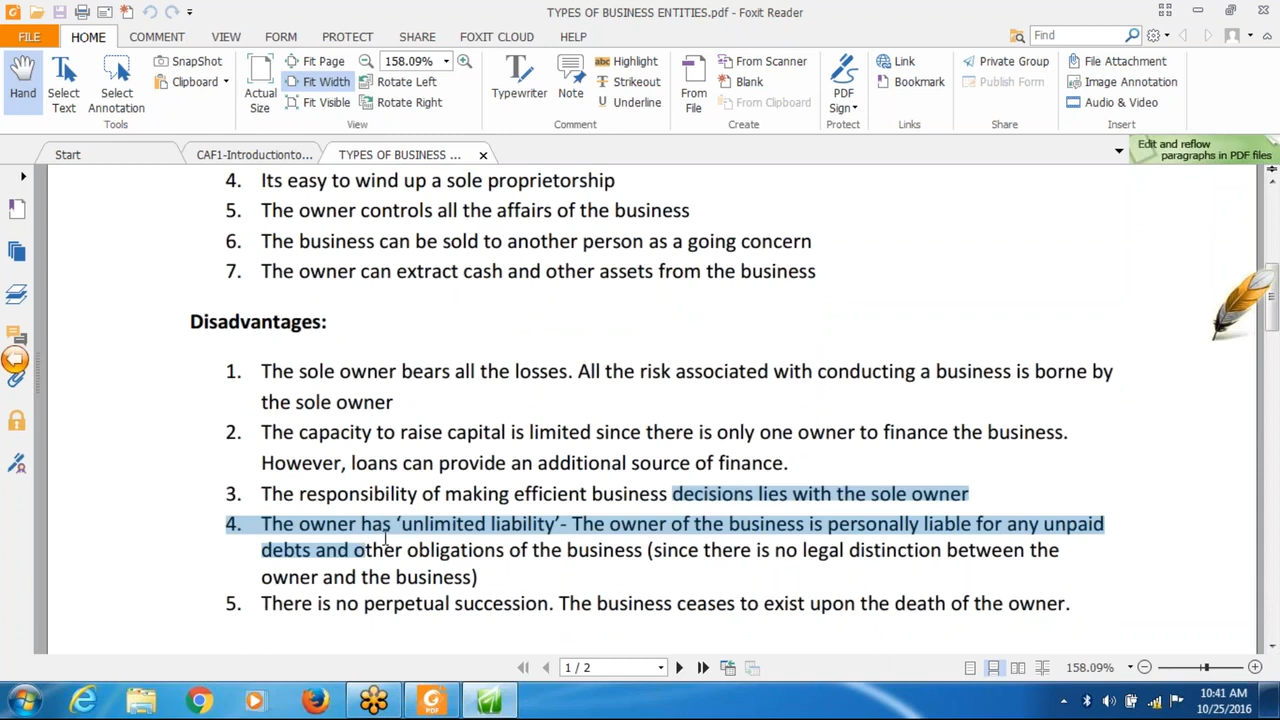 TYPES OF BUSINESS ENTITIES.pdf - Foxit Reader
FILE HOME COMMENT VIEW FORM PROTECT SHARE FOXIT CLOUD HELP Find
Hand
Select Text
Select Annotation
SnapShot
Clipboard
Tools
Actual Size
Fit Page
Fit Width
Fit Visible
158.09%
Rotate Left
Rotate Right
View
Typewriter
Note
Highlight
Strikeout
Underline
Comment
From File
From Scanner
Blank
From Clipboard
Create
PDF Sign
Protect
Link
Bookmark
Links
Private Group
Publish Form
Share
File Attachment
Image Annotation
Audio & Video
Insert
Start CAF1-Introductionto... TYPES OF BUSINESS ...
Edit and reflow
paragraphs in PDF files
4. Its easy to wind up a sole proprietorship
5. The owner controls all the affairs of the business
6. The business can be sold to another person as a going concern
7. The owner can extract cash and other assets from the business
Disadvantages:
1. The sole owner bears all the losses. All the risk associated with conducting a business is borne by
the sole owner
2. The capacity to raise capital is limited since there is only one owner to finance the business.
However, loans can provide an additional source of finance.
3. The responsibility of making efficient business decisions lies with the sole owner
4. The owner has ‘unlimited liability’- The owner of the business is personally liable for any unpaid
debts and other obligations of the business (since there is no legal distinction between the
owner and the business)
5. There is no perpetual succession. The business ceases to exist upon the death of the owner.
1 / 2 158.09%
PDF
10:41 AM
10/25/2016